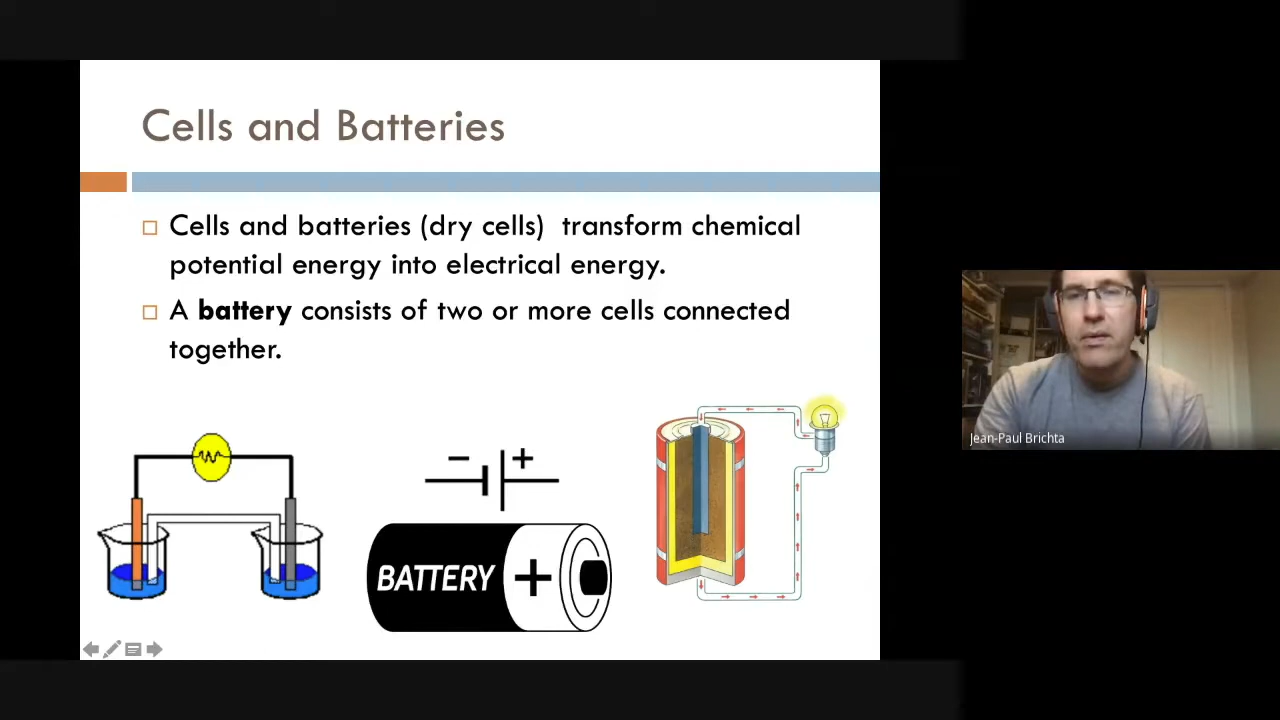 Cells and Batteries
Cells and batteries (dry cells) transform chemical
potential energy into electrical energy.
A battery consists of two or more cells connected
together.
− +
BATTERY +
Jean-Paul Brichta